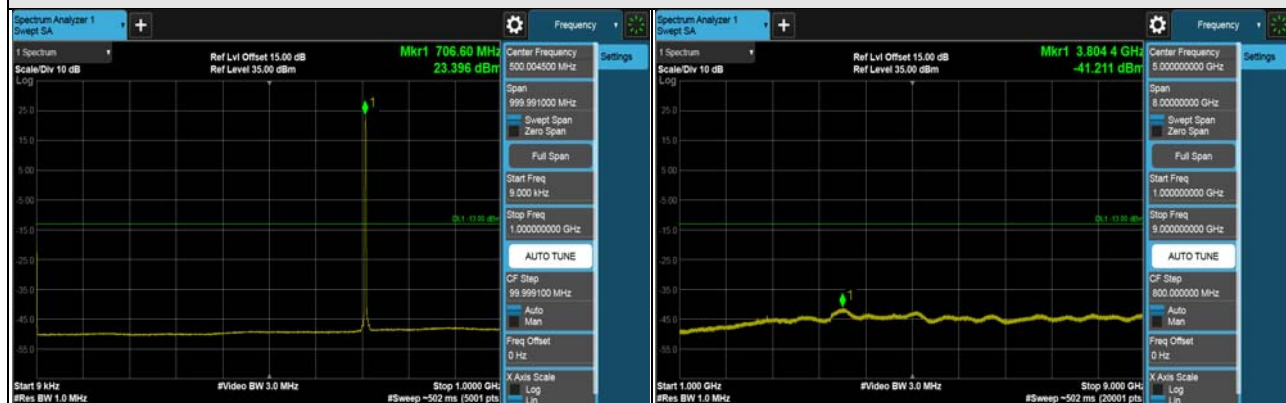 Spectrum Analyzer 1
Swept SA
+
Frequency
1 Spectrum
Scale/Div 10 dB
Log
Ref Lvl Offset 15.00 dB
Ref Level 35.00 dBm
Mkr1 706.60 MHz
23.396 dBm
25.0
15.0
5.00
-5.00
-15.0
-25.0
-35.0
-45.0
-55.0
1
DL1 -13.00 dBm
Start 9 kHz
#Res BW 1.0 MHz
#Video BW 3.0 MHz
Stop 1.0000 GHz
#Sweep ~502 ms (5001 pts)
Center Frequency
500.004500 MHz
Settings
Span
999.991000 MHz
Swept Span
Zero Span
Full Span
Start Freq
9.000 kHz
Stop Freq
1.000000000 GHz
AUTO TUNE
CF Step
99.999100 MHz
Auto
Man
Freq Offset
0 Hz
X Axis Scale
Log
Lin
Spectrum Analyzer 1
Swept SA
+
Frequency
1 Spectrum
Scale/Div 10 dB
Log
Ref Lvl Offset 15.00 dB
Ref Level 35.00 dBm
Mkr1 3.804 4 GHz
-41.211 dBm
25.0
15.0
5.00
-5.00
-15.0
-25.0
-35.0
-45.0
-55.0
1
DL1 -13.00 dBm
Start 1.000 GHz
#Res BW 1.0 MHz
#Video BW 3.0 MHz
Stop 9.000 GHz
#Sweep ~502 ms (20001 pts)
Center Frequency
5.000000000 GHz
Settings
Span
8.00000000 GHz
Swept Span
Zero Span
Full Span
Start Freq
1.000000000 GHz
Stop Freq
9.000000000 GHz
AUTO TUNE
CF Step
800.000000 MHz
Auto
Man
Freq Offset
0 Hz
X Axis Scale
Log
Lin